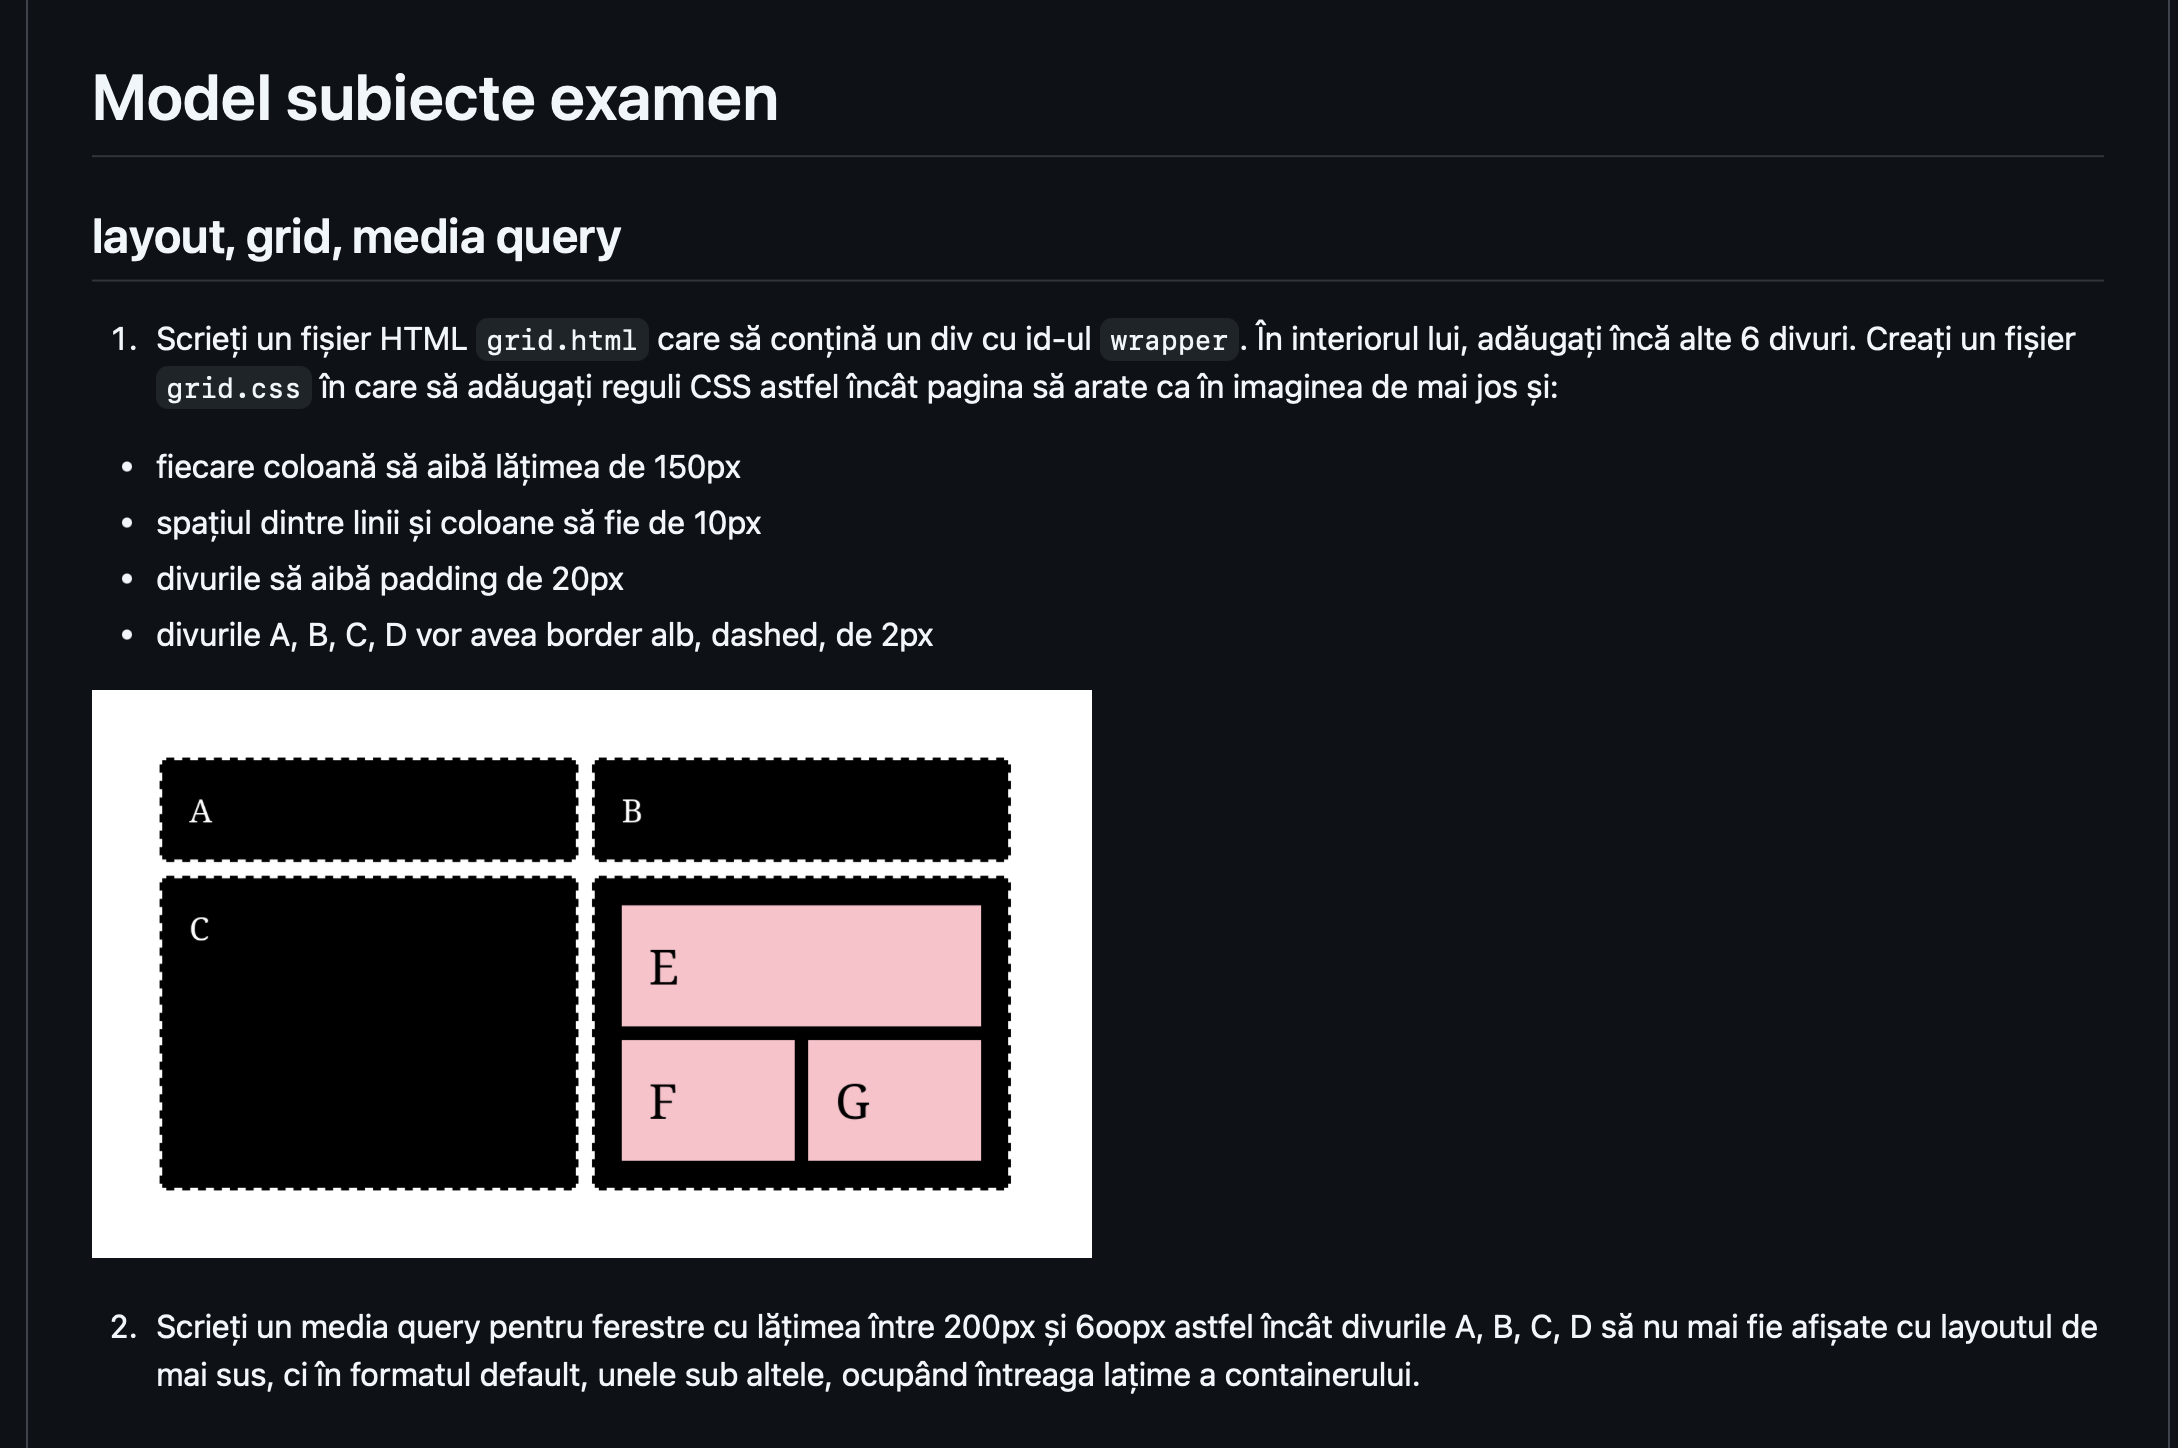 Model subiecte examen
layout, grid, media query
1. Scrieți un fișier HTML grid.html care să conțină un div cu id-ul wrapper. În interiorul lui, adăugați încă alte 6 divuri. Creați un fișier
grid.css în care să adăugați reguli CSS astfel încât pagina să arate ca în imaginea de mai jos și:
• fiecare coloană să aibă lățimea de 150px
• spațiul dintre linii și coloane să fie de 10px
• divurile să aibă padding de 20px
• divurile A, B, C, D vor avea border alb, dashed, de 2px
A B
C
E
F G
2. Scrieți un media query pentru ferestre cu lățimea între 200px și 6oopx astfel încât divurile A, B, C, D să nu mai fie afișate cu layoutul de
mai sus, ci în formatul default, unele sub altele, ocupând întreaga lațime a containerului.